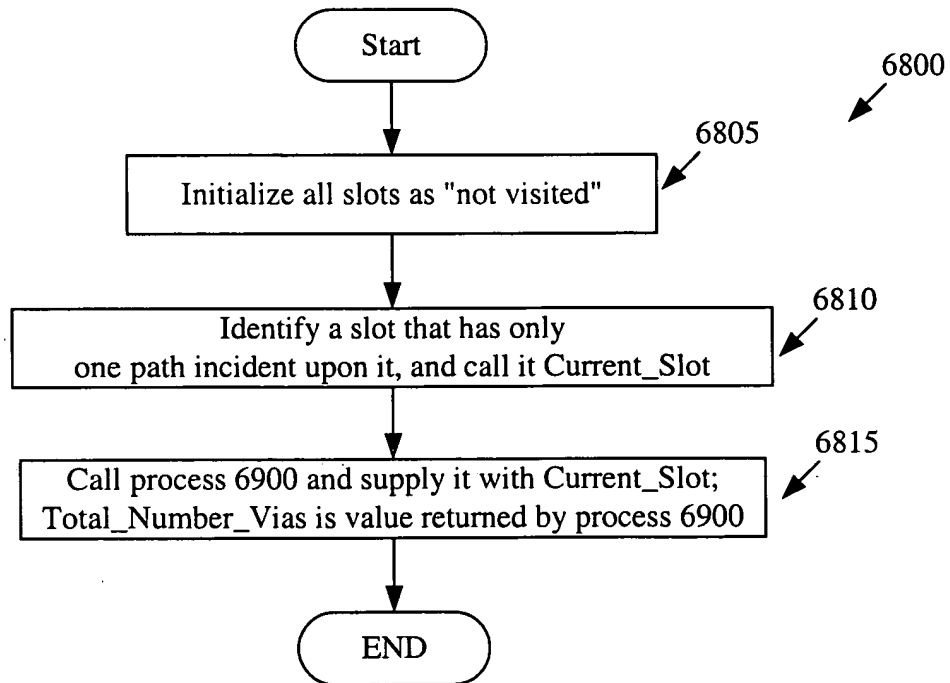 Start
6800
6805
Initialize all slots as "not visited"
6810
Identify a slot that has only
one path incident upon it, and call it Current_Slot
6815
Call process 6900 and supply it with Current_Slot;
Total_Number_Vias is value returned by process 6900
END